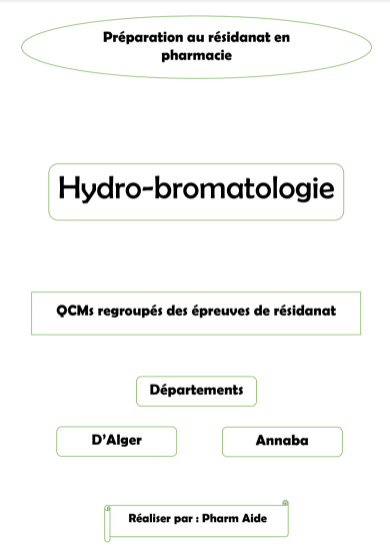 Préparation au résidanat en
pharmacie
Hydro-bromatologie
QCMs regroupés des épreuves de résidanat
Départements
D'Alger
Annaba
Réaliser par : Pharm Aide